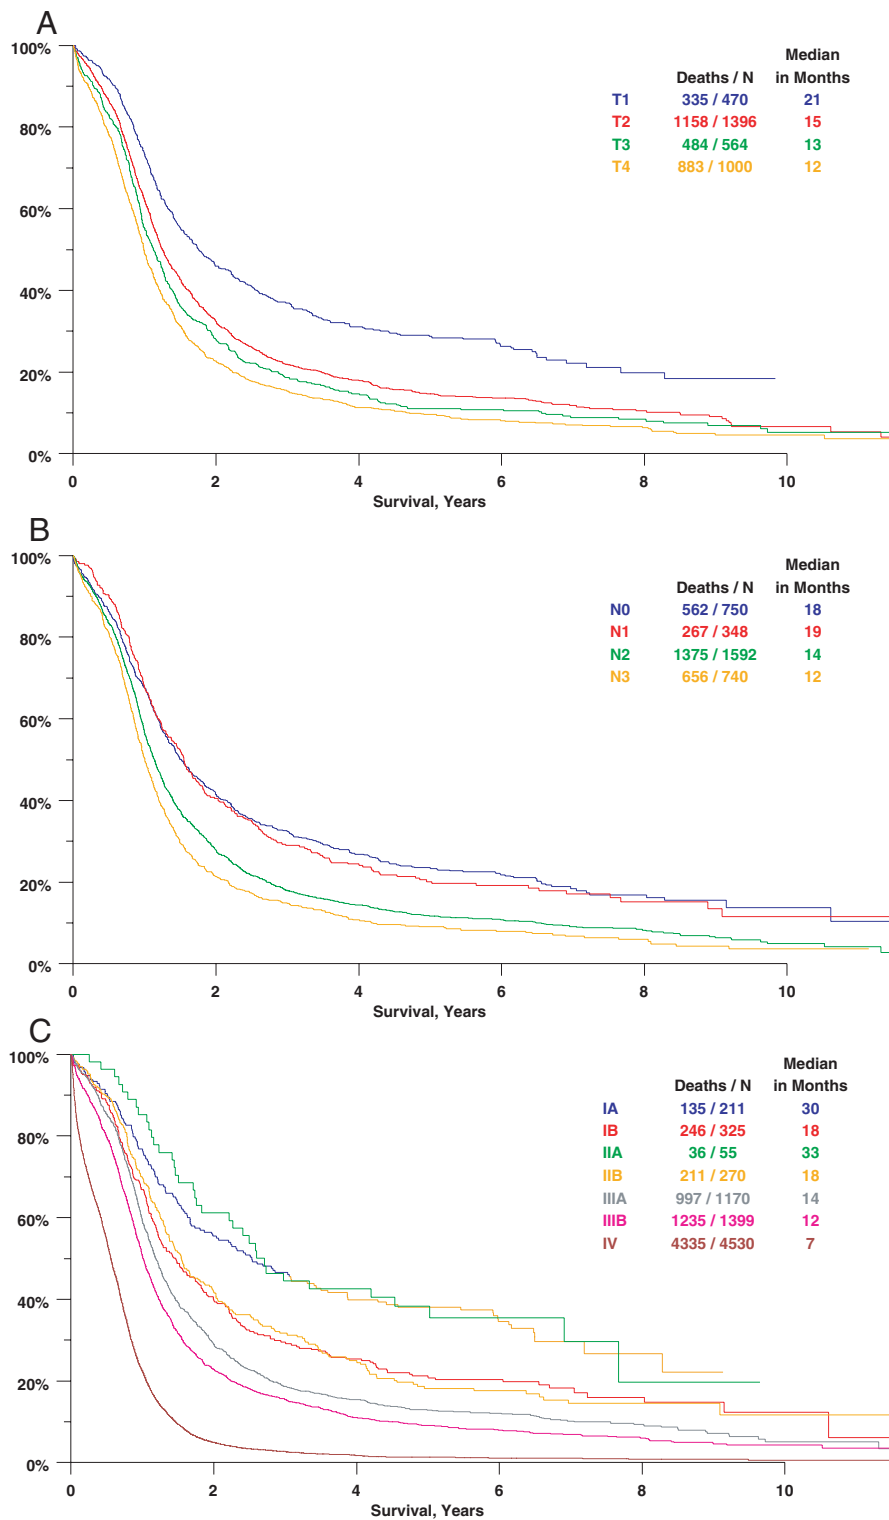 A
100%
80%
60%
40%
20%
0%
Median
Deaths / N in Months
T1 335 / 470 21
T2 1158 / 1396 15
T3 484 / 564 13
T4 883 / 1000 12
0 2 4 6 8 10
Survival, Years
B
100%
80%
60%
40%
20%
0%
Median
Deaths / N in Months
N0 562 / 750 18
N1 267 / 348 19
N2 1375 / 1592 14
N3 656 / 740 12
0 2 4 6 8 10
Survival, Years
C
100%
80%
60%
40%
20%
0%
Median
Deaths / N in Months
IA 135 / 211 30
IB 246 / 325 18
IIA 36 / 55 33
IIB 211 / 270 18
IIIA 997 / 1170 14
IIIB 1235 / 1399 12
IV 4335 / 4530 7
0 2 4 6 8 10
Survival, Years